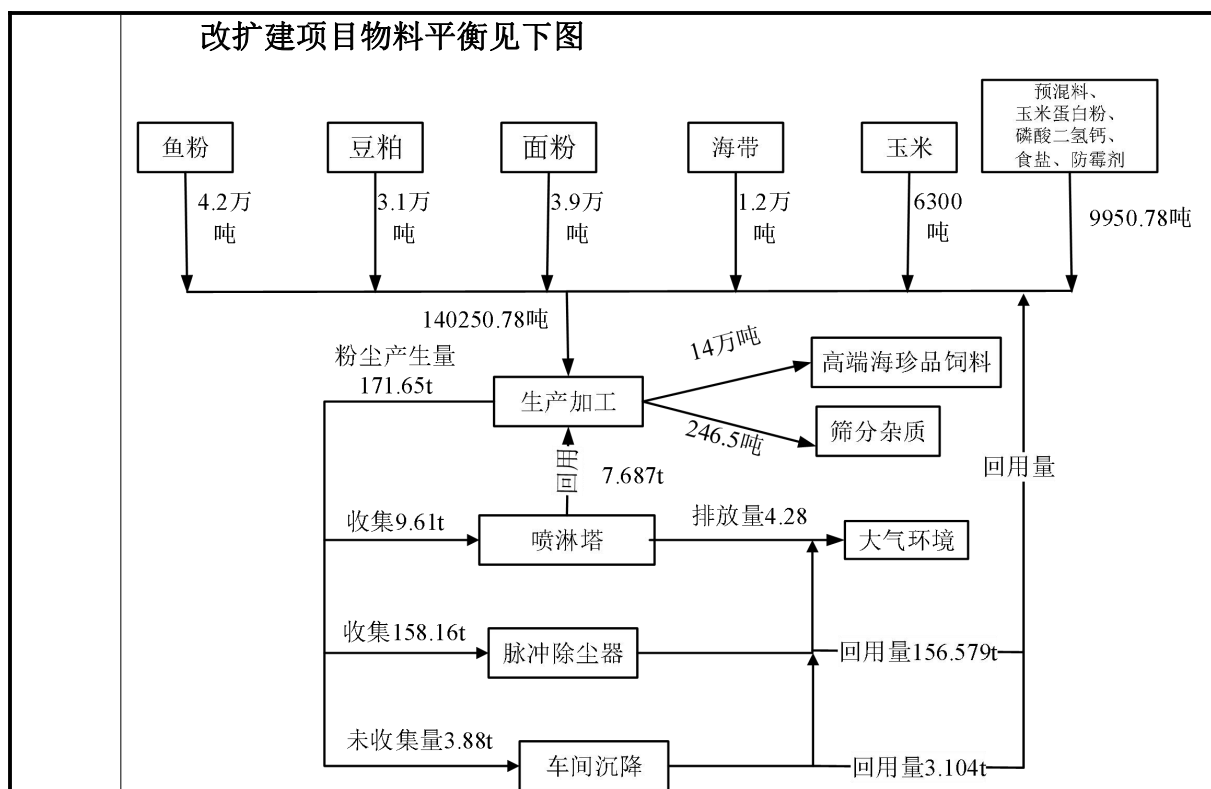 改扩建项目物料平衡见下图
预混料、
玉米蛋白粉、
磷酸二氢钙、
食盐、防霉剂
鱼粉
豆粕
面粉
海带
玉米
4.2万
吨
3.1万
吨
3.9万
吨
1.2万
吨
6300
吨
9950.78吨
140250.78吨
粉尘产生量
171.65t
生产加工
14万吨
高端海珍品饲料
246.5吨
筛分杂质
回用
7.687t
回用量
收集9.61t
喷淋塔
排放量4.28
大气环境
收集158.16t
脉冲除尘器
回用量156.579t
未收集量3.88t
车间沉降
回用量3.104t